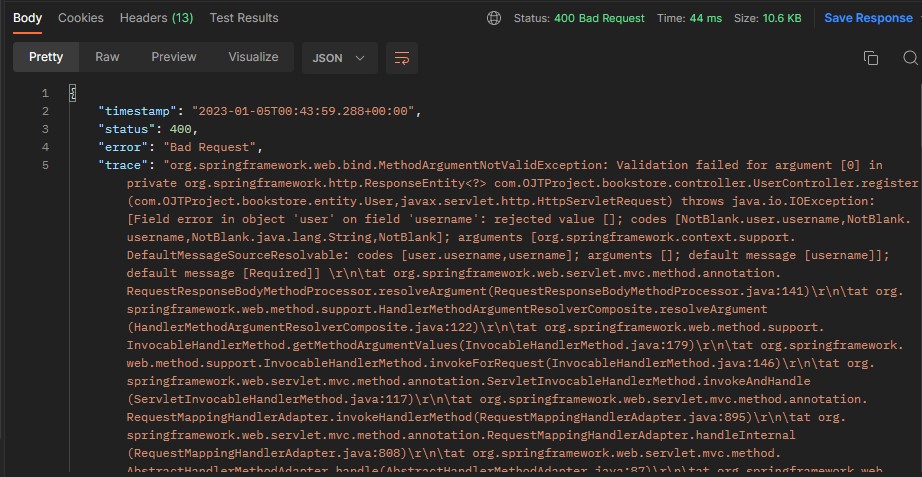 Body Cookies Headers (13) Test Results Status: 400 Bad Request Time: 44 ms Size: 10.6 KB Save Response
Pretty Raw Preview Visualize JSON
1 {
2 "timestamp": "2023-01-05T00:43:59.288+00:00",
3 "status": 400,
4 "error": "Bad Request",
5 "trace": "org.springframework.web.bind.MethodArgumentNotValidException: Validation failed for argument [0] in
private org.springframework.http.ResponseEntity<?> com.OJTProject.bookstore.controller.UserController.register
(com.OJTProject.bookstore.entity.User,javax.servlet.http.HttpServletRequest) throws java.io.IOException:
[Field error in object 'user' on field 'username': rejected value []; codes [NotBlank.user.username,NotBlank.
username,NotBlank.java.lang.String,NotBlank]; arguments [org.springframework.context.support.
DefaultMessageSourceResolvable: codes [user.username,username]; arguments []; default message [username]];
default message [Required]] \r\n\tat org.springframework.web.servlet.mvc.method.annotation.
RequestResponseBodyMethodProcessor.resolveArgument(RequestResponseBodyMethodProcessor.java:141)\r\n\tat org.
springframework.web.method.support.HandlerMethodArgumentResolverComposite.resolveArgument
(HandlerMethodArgumentResolverComposite.java:122)\r\n\tat org.springframework.web.method.support.
InvocableHandlerMethod.getMethodArgumentValues(InvocableHandlerMethod.java:179)\r\n\tat org.springframework.
web.method.support.InvocableHandlerMethod.invokeForRequest(InvocableHandlerMethod.java:146)\r\n\tat org.
springframework.web.servlet.mvc.method.annotation.ServletInvocableHandlerMethod.invokeAndHandle
(ServletInvocableHandlerMethod.java:117)\r\n\tat org.springframework.web.servlet.mvc.method.annotation.
RequestMappingHandlerAdapter.invokeHandlerMethod(RequestMappingHandlerAdapter.java:895)\r\n\tat org.
springframework.web.servlet.mvc.method.annotation.RequestMappingHandlerAdapter.handleInternal
(RequestMappingHandlerAdapter.java:808)\r\n\tat org.springframework.web.servlet.mvc.method.
AbstractHandlerMethodAdapter.handle(AbstractHandlerMethodAdapter.java:87)\r\n\tat org.springframework.web.